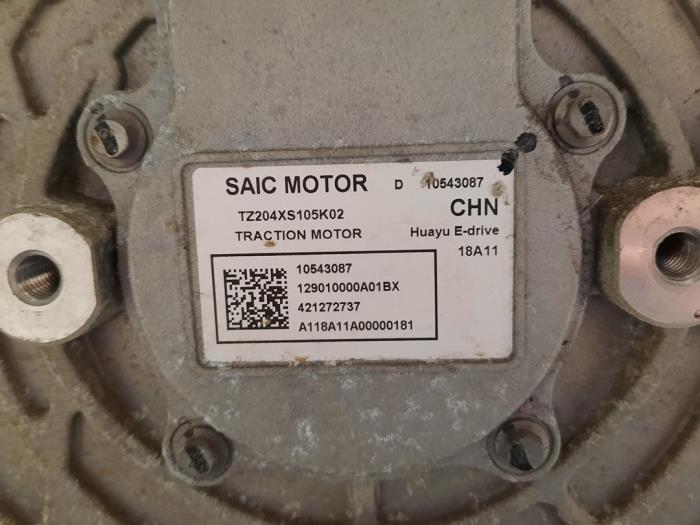 SAIC MOTOR D 10543087
TZ204XS105K02 CHN
TRACTION MOTOR Huayu E-drive
18A11
10543087
129010000A01BX
421272737
A118A11A00000181